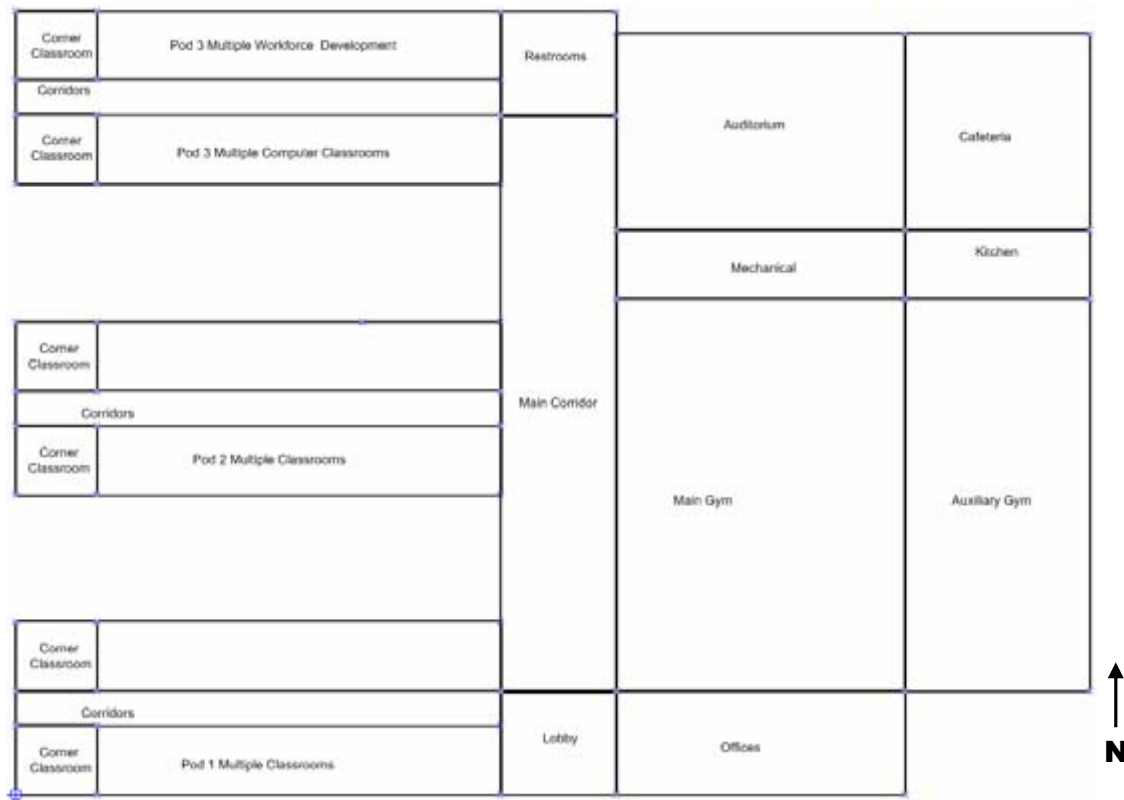 Corner
Classroom
Pod 3 Multiple Workforce Development
Restrooms
Corridors
Corner
Classroom
Pod 3 Multiple Computer Classrooms
Auditorium
Cafeteria
Mechanical
Kitchen
Corner
Classroom
Corridors
Main Corridor
Corner
Classroom
Pod 2 Multiple Classrooms
Main Gym
Auxiliary Gym
Corner
Classroom
Corridors
Corner
Classroom
Pod 1 Multiple Classrooms
Lobby
Offices
N